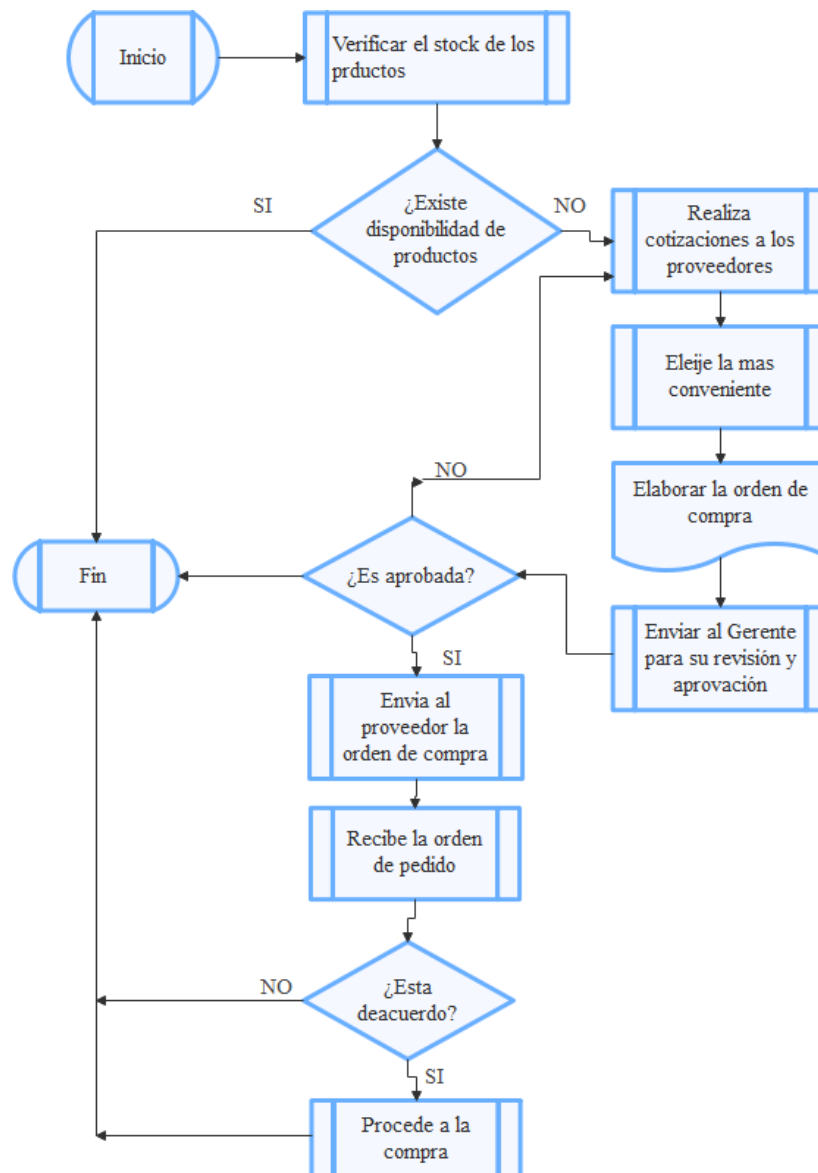 Inicio
Verificar el stock de los
prductos
SI
¿Existe
disponibilidad de
productos
NO
Realiza
cotizaciones a los
proveedores
Eleije la mas
conveniente
NO
Elaborar la orden de
compra
Fin
¿Es aprobada?
Enviar al Gerente
para su revisión y
aprovación
SI
Envia al
proveedor la
orden de compra
Recibe la orden
de pedido
NO
¿Esta
deacuerdo?
SI
Procede a la
compra